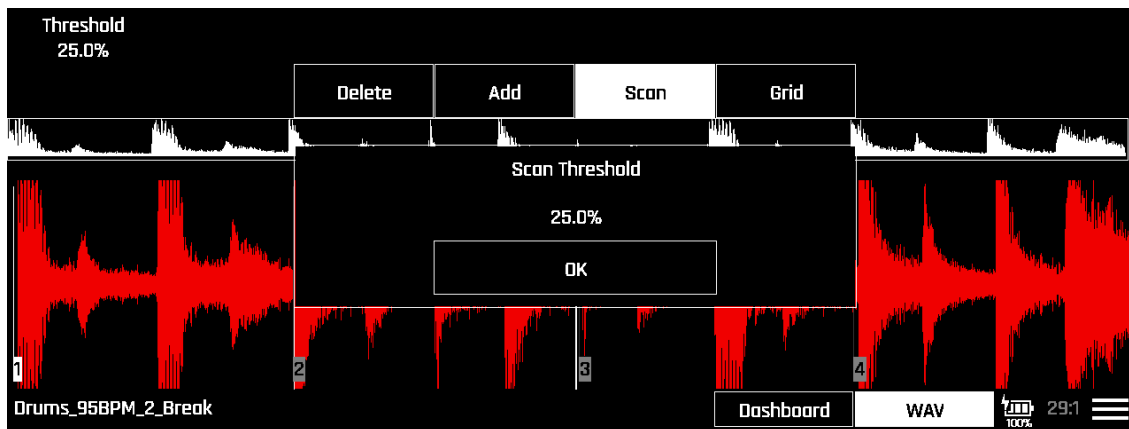 Threshold
25.0%
Delete Add Scan Grid
Scan Threshold
25.0%
OK
1 2 3 4
Drums_95BPM_2_Break Dashboard WAV 100% 29:1